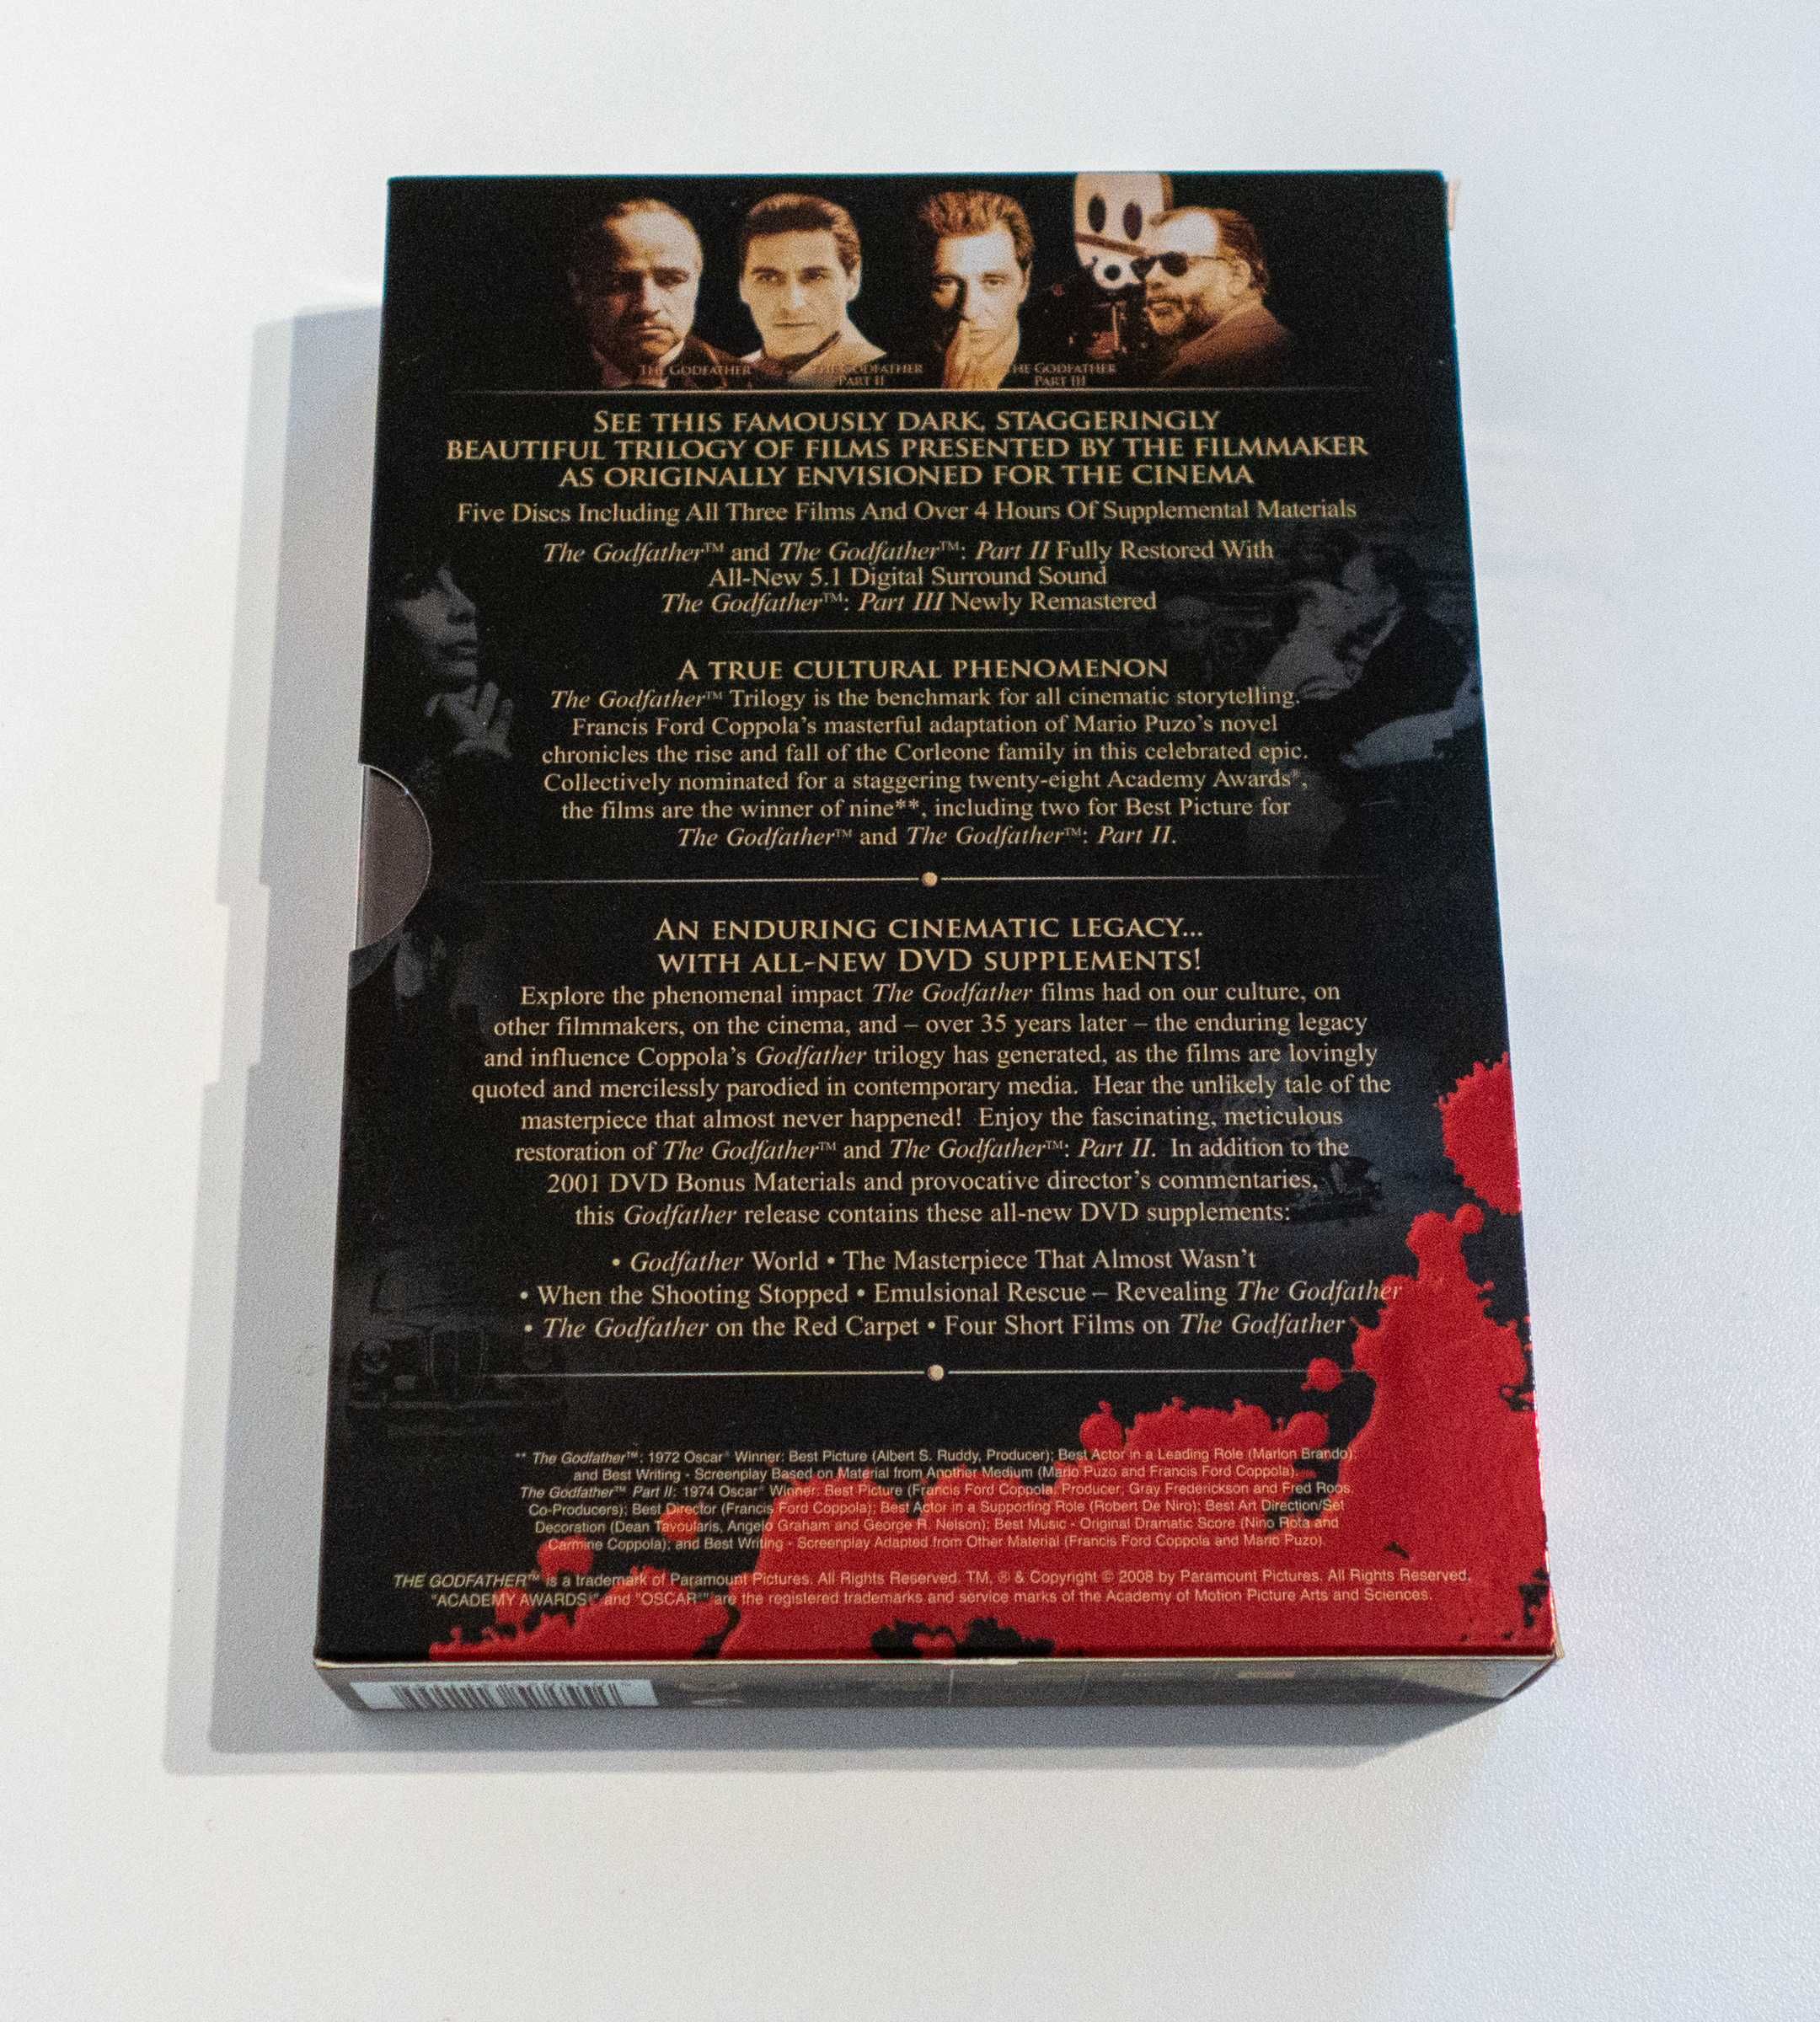 THE GODFATHER
THE GODFATHER
PART II
THE GODFATHER
PART III
SEE THIS FAMOUSLY DARK, STAGGERINGLY
BEAUTIFUL TRILOGY OF FILMS PRESENTED BY THE FILMMAKER
AS ORIGINALLY ENVISIONED FOR THE CINEMA
Five Discs Including All Three Films And Over 4 Hours Of Supplemental Materials
The Godfather™ and The Godfather™: Part II Fully Restored With
All-New 5.1 Digital Surround Sound
The Godfather™: Part III Newly Remastered
A TRUE CULTURAL PHENOMENON
The Godfather™ Trilogy is the benchmark for all cinematic storytelling.
Francis Ford Coppola's masterful adaptation of Mario Puzo's novel
chronicles the rise and fall of the Corleone family in this celebrated epic.
Collectively nominated for a staggering twenty-eight Academy Awards®,
the films are the winner of nine**, including two for Best Picture for
The Godfather™ and The Godfather™: Part II.
AN ENDURING CINEMATIC LEGACY...
WITH ALL-NEW DVD SUPPLEMENTS!
Explore the phenomenal impact The Godfather films had on our culture, on
other filmmakers, on the cinema, and – over 35 years later – the enduring legacy
and influence Coppola's Godfather trilogy has generated, as the films are lovingly
quoted and mercilessly parodied in contemporary media. Hear the unlikely tale of the
masterpiece that almost never happened! Enjoy the fascinating, meticulous
restoration of The Godfather™ and The Godfather™: Part II. In addition to the
2001 DVD Bonus Materials and provocative director's commentaries,
this Godfather release contains these all-new DVD supplements:
• Godfather World • The Masterpiece That Almost Wasn't
• When the Shooting Stopped • Emulsional Rescue – Revealing The Godfather
• The Godfather on the Red Carpet • Four Short Films on The Godfather
** The Godfather™: 1972 Oscar® Winner: Best Picture (Albert S. Ruddy, Producer); Best Actor in a Leading Role (Marlon Brando);
and Best Writing - Screenplay Based on Material from Another Medium (Mario Puzo and Francis Ford Coppola).
The Godfather™ Part II: 1974 Oscar® Winner: Best Picture (Francis Ford Coppola, Producer, Gray Frederickson and Fred Roos,
Co-Producers); Best Director (Francis Ford Coppola); Best Actor in a Supporting Role (Robert De Niro); Best Art Direction/Set
Decoration (Dean Tavoularis, Angelo Graham and George R. Nelson); Best Music - Original Dramatic Score (Nino Rota and
Carmine Coppola); and Best Writing - Screenplay Adapted from Other Material (Francis Ford Coppola and Mario Puzo).
THE GODFATHER™ is a trademark of Paramount Pictures. All Rights Reserved. TM, ® & Copyright © 2008 by Paramount Pictures. All Rights Reserved.
"ACADEMY AWARDS®" and "OSCAR®" are the registered trademarks and service marks of the Academy of Motion Picture Arts and Sciences.